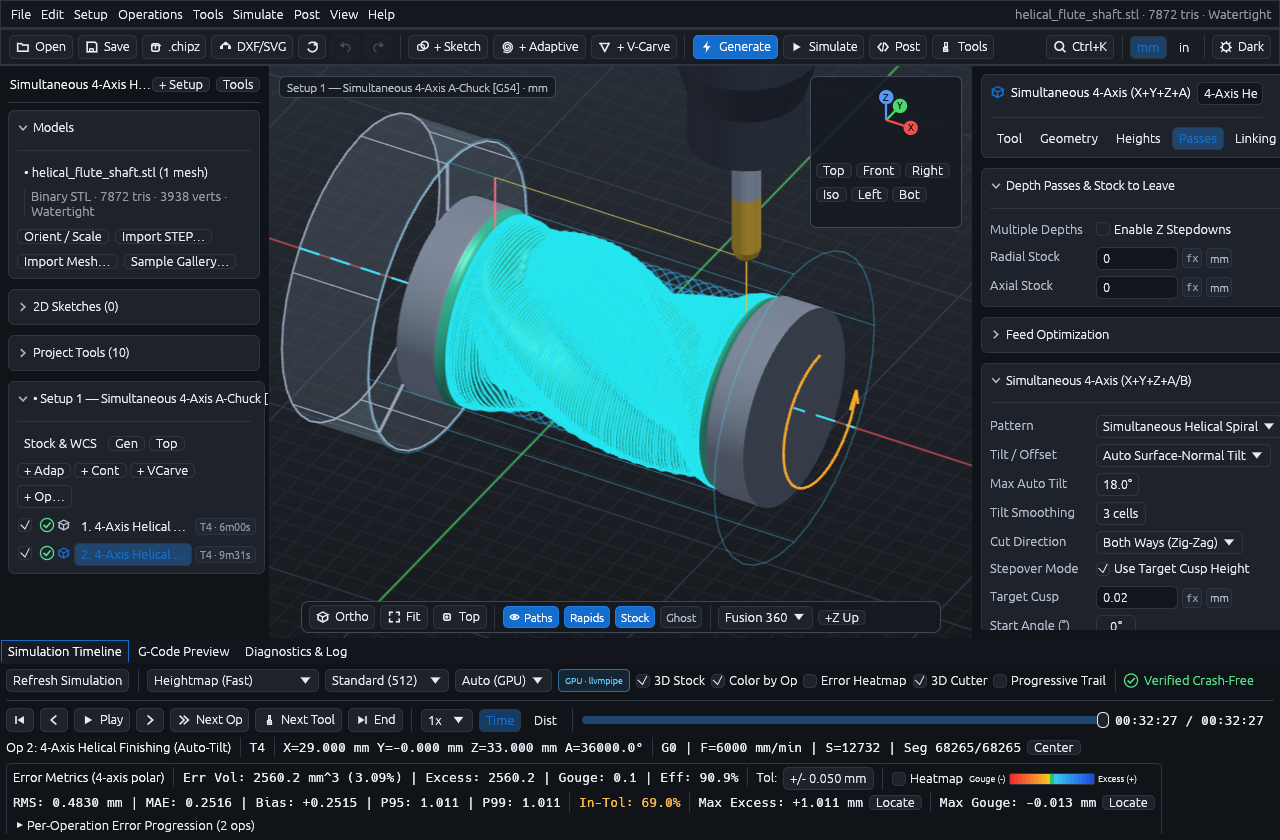 File Edit Setup Operations Tools Simulate Post View Help helical_flute_shaft.stl · 7872 tris · Watertight
Open Save .chipz DXF/SVG + Sketch + Adaptive + V-Carve Generate Simulate Post Tools Ctrl+K mm in Dark
Simultaneous 4-Axis H... + Setup Tools
Models
• helical_flute_shaft.stl (1 mesh)
Binary STL · 7872 tris · 3938 verts ·
Watertight
Orient / Scale Import STEP...
Import Mesh... Sample Gallery...
2D Sketches (0)
Project Tools (10)
• Setup 1 — Simultaneous 4-Axis A-Chuck [
Stock & WCS Gen Top
+ Adap + Cont + VCarve
+ Op...
1. 4-Axis Helical ... T4 · 6m00s
2. 4-Axis Helical ... T4 · 9m31s
Setup 1 — Simultaneous 4-Axis A-Chuck [G54] · mm
Z Y X
Top Front Right
Iso Left Bot
Ortho Fit Top Paths Rapids Stock Ghost Fusion 360 +Z Up
Simultaneous 4-Axis (X+Y+Z+A) 4-Axis He
Tool Geometry Heights Passes Linking
Depth Passes & Stock to Leave
Multiple Depths Enable Z Stepdowns
Radial Stock 0 fx mm
Axial Stock 0 fx mm
Feed Optimization
Simultaneous 4-Axis (X+Y+Z+A/B)
Pattern Simultaneous Helical Spiral
Tilt / Offset Auto Surface-Normal Tilt
Max Auto Tilt 18.0°
Tilt Smoothing 3 cells
Cut Direction Both Ways (Zig-Zag)
Stepover Mode Use Target Cusp Height
Target Cusp 0.02 fx mm
Start Angle (°) 0°
Simulation Timeline G-Code Preview Diagnostics & Log
Refresh Simulation Heightmap (Fast) Standard (512) Auto (GPU) GPU · llvmpipe 3D Stock Color by Op Error Heatmap 3D Cutter Progressive Trail Verified Crash-Free
Play Next Op Next Tool End 1x Time Dist 00:32:27 / 00:32:27
Op 2: 4-Axis Helical Finishing (Auto-Tilt) T4 X=29.000 mm Y=-0.000 mm Z=33.000 mm A=36000.0° G0 | F=6000 mm/min | S=12732 | Seg 68265/68265 Center
Error Metrics (4-axis polar) Err Vol: 2560.2 mm^3 (3.09%) | Excess: 2560.2 | Gouge: 0.1 | Eff: 90.9% Tol: +/- 0.050 mm Heatmap Gouge (-) Excess (+)
RMS: 0.4830 mm | MAE: 0.2516 | Bias: +0.2515 | P95: 1.011 | P99: 1.011 In-Tol: 69.0% Max Excess: +1.011 mm Locate Max Gouge: -0.013 mm Locate
Per-Operation Error Progression (2 ops)